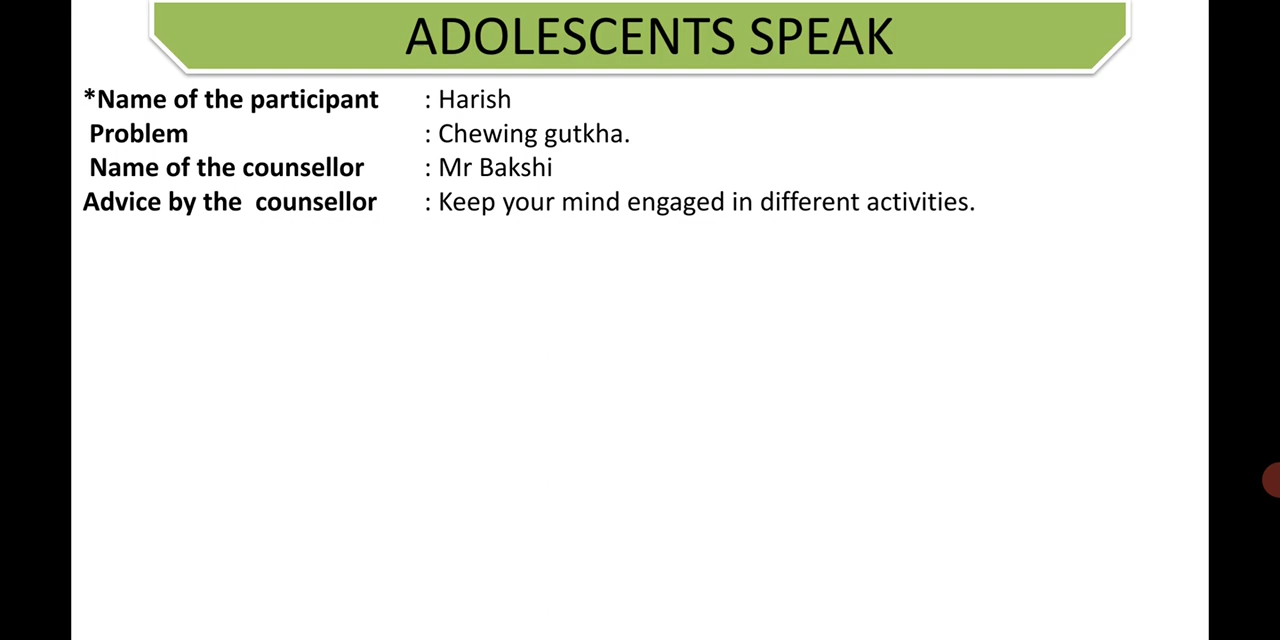 ADOLESCENTS SPEAK
*Name of the participant : Harish
Problem : Chewing gutkha.
Name of the counsellor : Mr Bakshi
Advice by the counsellor : Keep your mind engaged in different activities.